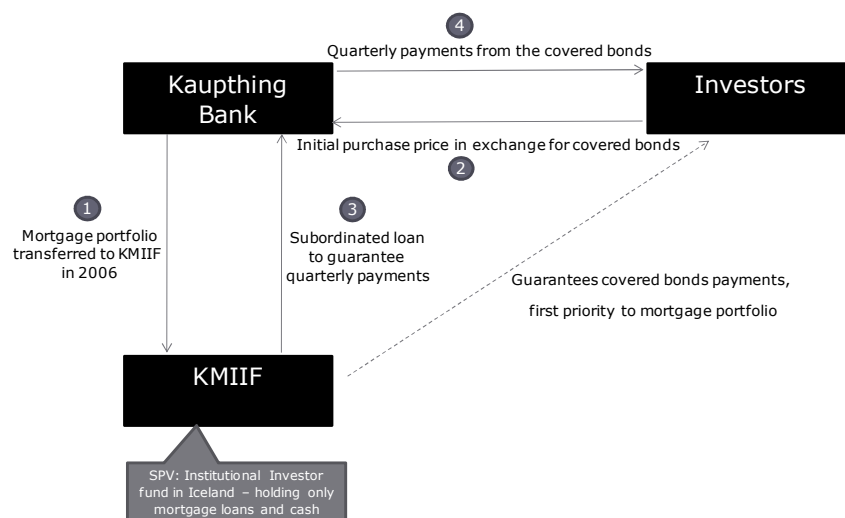 4
Quarterly payments from the covered bonds
Kaupthing
Bank
Investors
Initial purchase price in exchange for covered bonds
2
1
Mortgage portfolio
transferred to KMIIF
in 2006
3
Subordinated loan
to guarantee
quarterly payments
Guarantees covered bonds payments,
first priority to mortgage portfolio
KMIIF
SPV: Institutional Investor
fund in Iceland – holding only
mortgage loans and cash